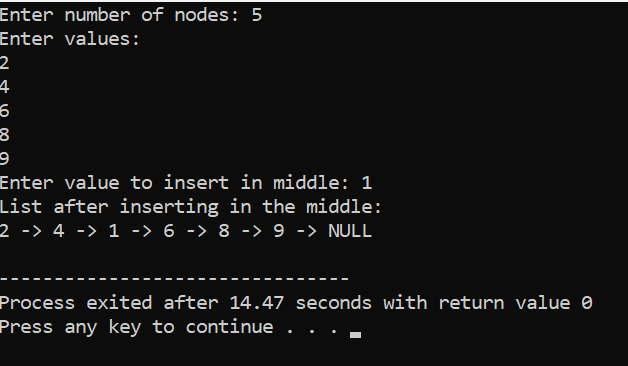 Enter number of nodes: 5
Enter values:
2
4
6
8
9
Enter value to insert in middle: 1
List after inserting in the middle:
2 -> 4 -> 1 -> 6 -> 8 -> 9 -> NULL
--------------------------------
Process exited after 14.47 seconds with return value 0
Press any key to continue . . .